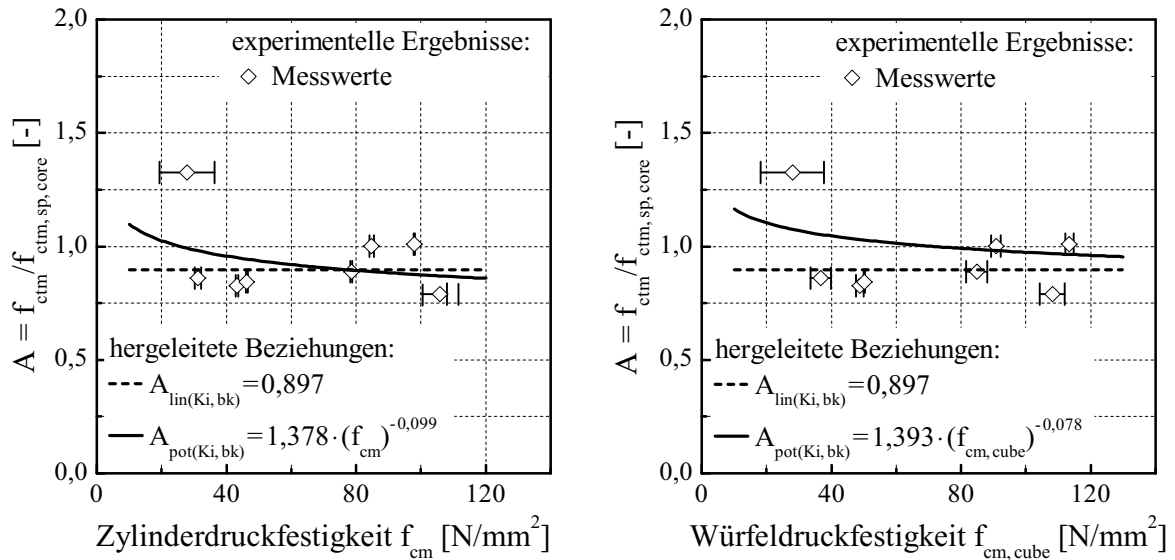 A = f_ctm/f_ctm, sp, core [-]
2,0
1,5
1,0
0,5
0,0
experimentelle Ergebnisse:
Messwerte
hergeleitete Beziehungen:
A_lin(Ki, bk) = 0,897
A_pot(Ki, bk) = 1,378 · (f_cm)^-0,099
0 40 80 120
Zylinderdruckfestigkeit f_cm [N/mm²]
A = f_ctm/f_ctm, sp, core [-]
2,0
1,5
1,0
0,5
0,0
experimentelle Ergebnisse:
Messwerte
hergeleitete Beziehungen:
A_lin(Ki, bk) = 0,897
A_pot(Ki, bk) = 1,393 · (f_cm, cube)^-0,078
0 40 80 120
Würfeldruckfestigkeit f_cm, cube [N/mm²]